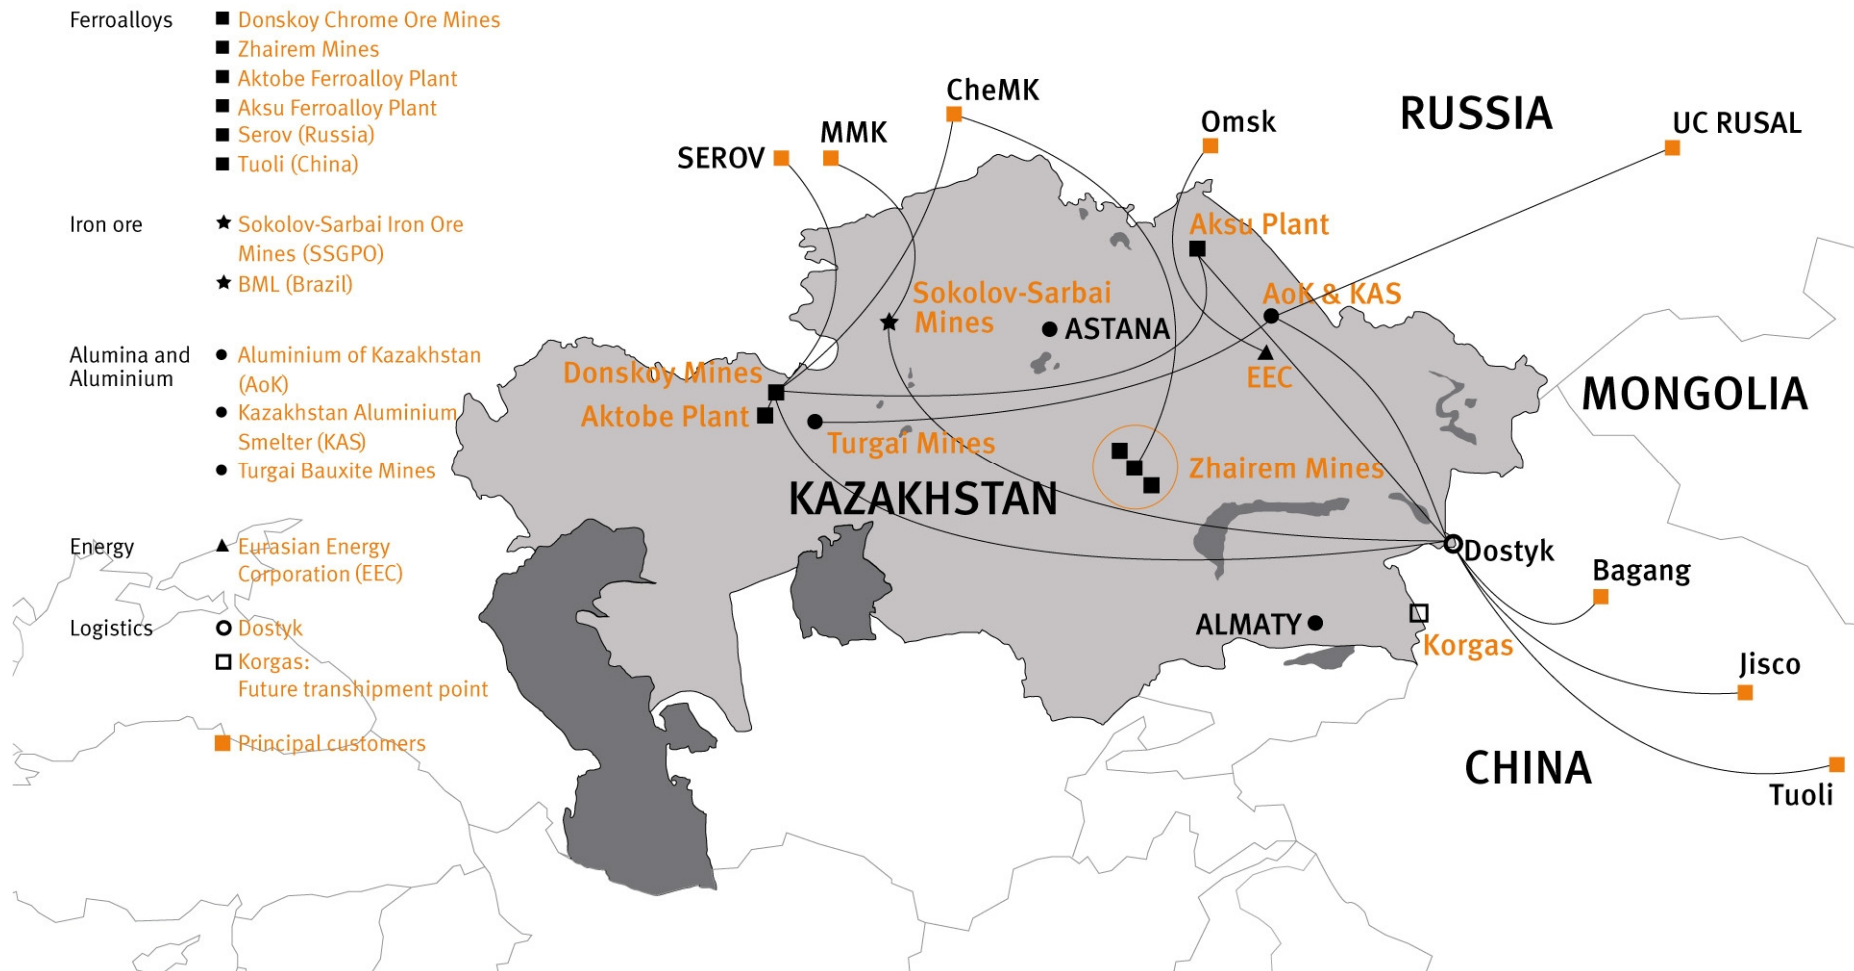 Ferroalloys
Donskoy Chrome Ore Mines
Zhairem Mines
Aktobe Ferroalloy Plant
Aksu Ferroalloy Plant
Serov (Russia)
Tuoli (China)
Iron ore
Sokolov-Sarbai Iron Ore
Mines (SSGPO)
BML (Brazil)
Alumina and
Aluminium
Aluminium of Kazakhstan
(AoK)
Kazakhstan Aluminium
Smelter (KAS)
Turgai Bauxite Mines
Energy
Eurasian Energy
Corporation (EEC)
Logistics
Dostyk
Korgas:
Future transhipment point
Principal customers
CheMK
MMK
SEROV
Omsk
RUSSIA
UC RUSAL
Aksu Plant
Sokolov-Sarbai
Mines
ASTANA
AoK & KAS
EEC
Donskoy Mines
Aktobe Plant
Turgai Mines
MONGOLIA
Zhairem Mines
KAZAKHSTAN
Dostyk
Bagang
ALMATY
Korgas
Jisco
CHINA
Tuoli